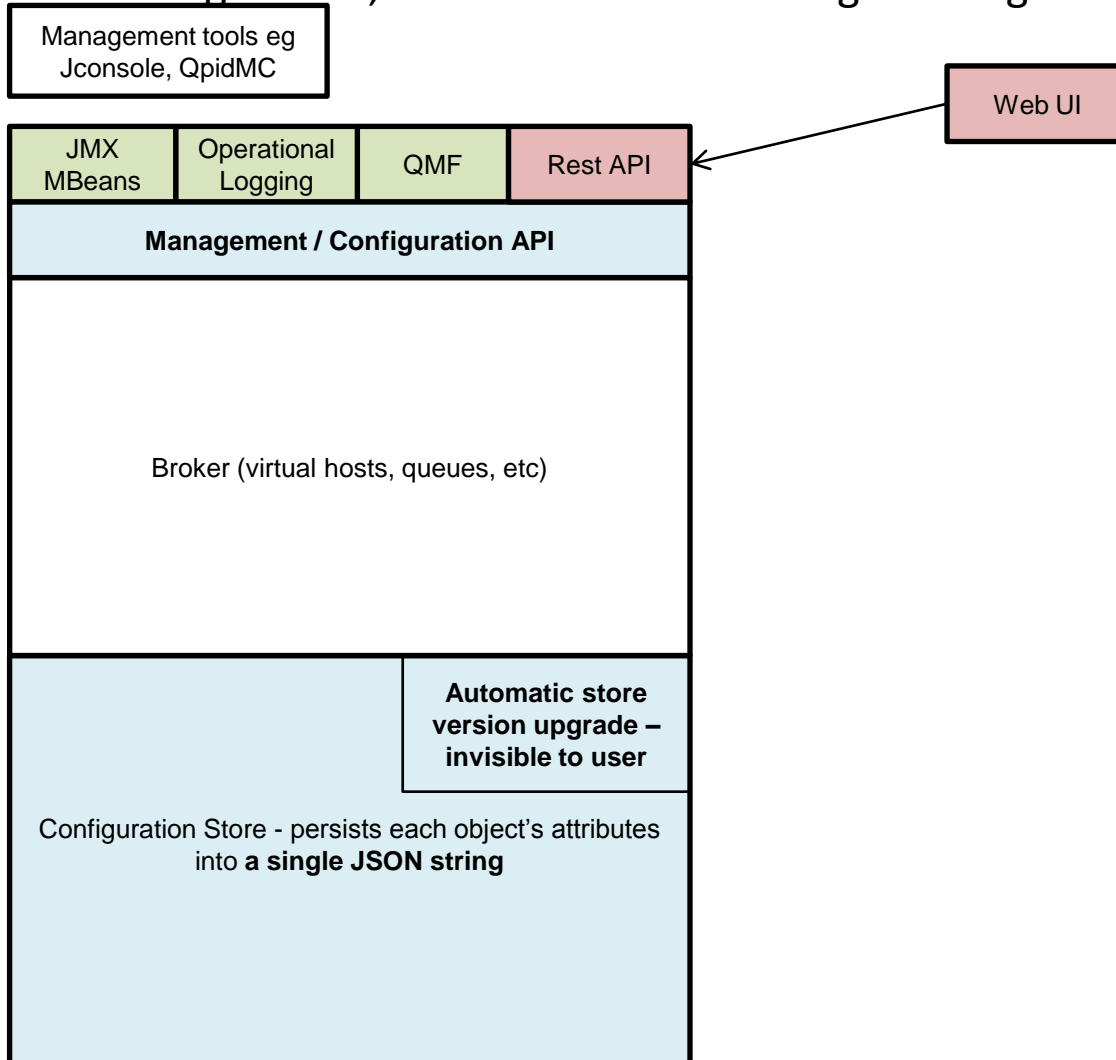 Management tools eg
Jconsole, QpidMC
Web UI
JMX
MBeans
Operational
Logging
QMF
Rest API
Management / Configuration API
Broker (virtual hosts, queues, etc)
Automatic store
version upgrade –
invisible to user
Configuration Store - persists each object's attributes
into a single JSON string